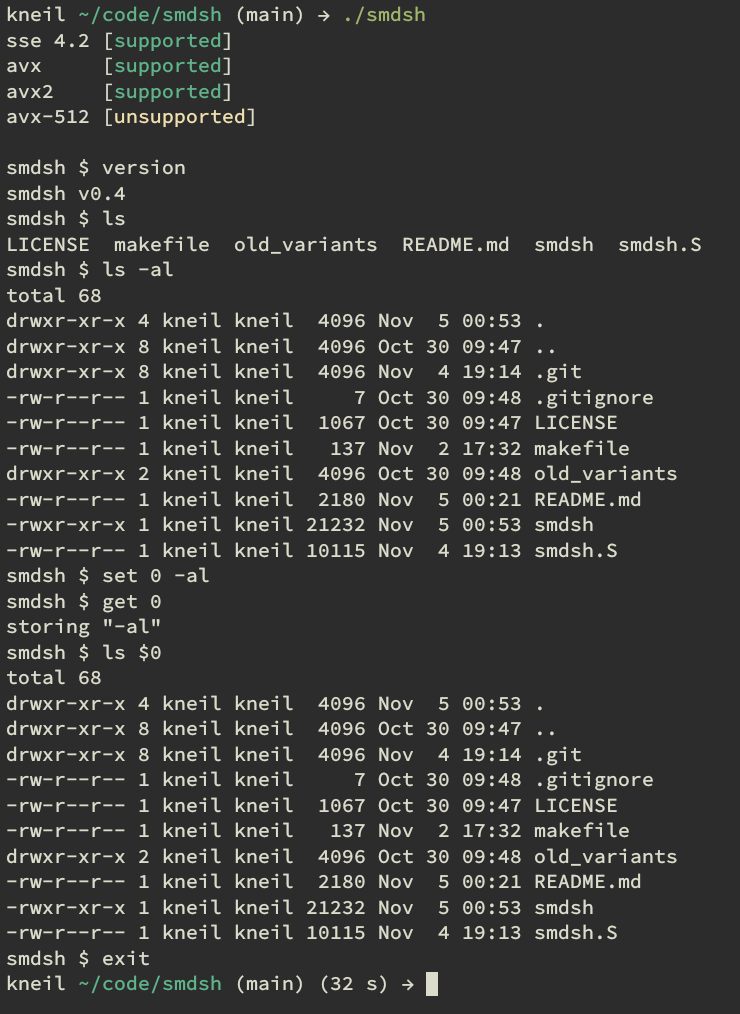 kneil ~/code/smdsh (main) → ./smdsh
sse 4.2 [supported]
avx     [supported]
avx2    [supported]
avx-512 [unsupported]

smdsh $ version
smdsh v0.4
smdsh $ ls
LICENSE  makefile  old_variants  README.md  smdsh  smdsh.S
smdsh $ ls -al
total 68
drwxr-xr-x 4 kneil kneil  4096 Nov  5 00:53 .
drwxr-xr-x 8 kneil kneil  4096 Oct 30 09:47 ..
drwxr-xr-x 8 kneil kneil  4096 Nov  4 19:14 .git
-rw-r--r-- 1 kneil kneil     7 Oct 30 09:48 .gitignore
-rw-r--r-- 1 kneil kneil  1067 Oct 30 09:47 LICENSE
-rw-r--r-- 1 kneil kneil   137 Nov  2 17:32 makefile
drwxr-xr-x 2 kneil kneil  4096 Oct 30 09:48 old_variants
-rw-r--r-- 1 kneil kneil  2180 Nov  5 00:21 README.md
-rwxr-xr-x 1 kneil kneil 21232 Nov  5 00:53 smdsh
-rw-r--r-- 1 kneil kneil 10115 Nov  4 19:13 smdsh.S
smdsh $ set 0 -al
smdsh $ get 0
storing "-al"
smdsh $ ls $0
total 68
drwxr-xr-x 4 kneil kneil  4096 Nov  5 00:53 .
drwxr-xr-x 8 kneil kneil  4096 Oct 30 09:47 ..
drwxr-xr-x 8 kneil kneil  4096 Nov  4 19:14 .git
-rw-r--r-- 1 kneil kneil     7 Oct 30 09:48 .gitignore
-rw-r--r-- 1 kneil kneil  1067 Oct 30 09:47 LICENSE
-rw-r--r-- 1 kneil kneil   137 Nov  2 17:32 makefile
drwxr-xr-x 2 kneil kneil  4096 Oct 30 09:48 old_variants
-rw-r--r-- 1 kneil kneil  2180 Nov  5 00:21 README.md
-rwxr-xr-x 1 kneil kneil 21232 Nov  5 00:53 smdsh
-rw-r--r-- 1 kneil kneil 10115 Nov  4 19:13 smdsh.S
smdsh $ exit
kneil ~/code/smdsh (main) (32 s) →